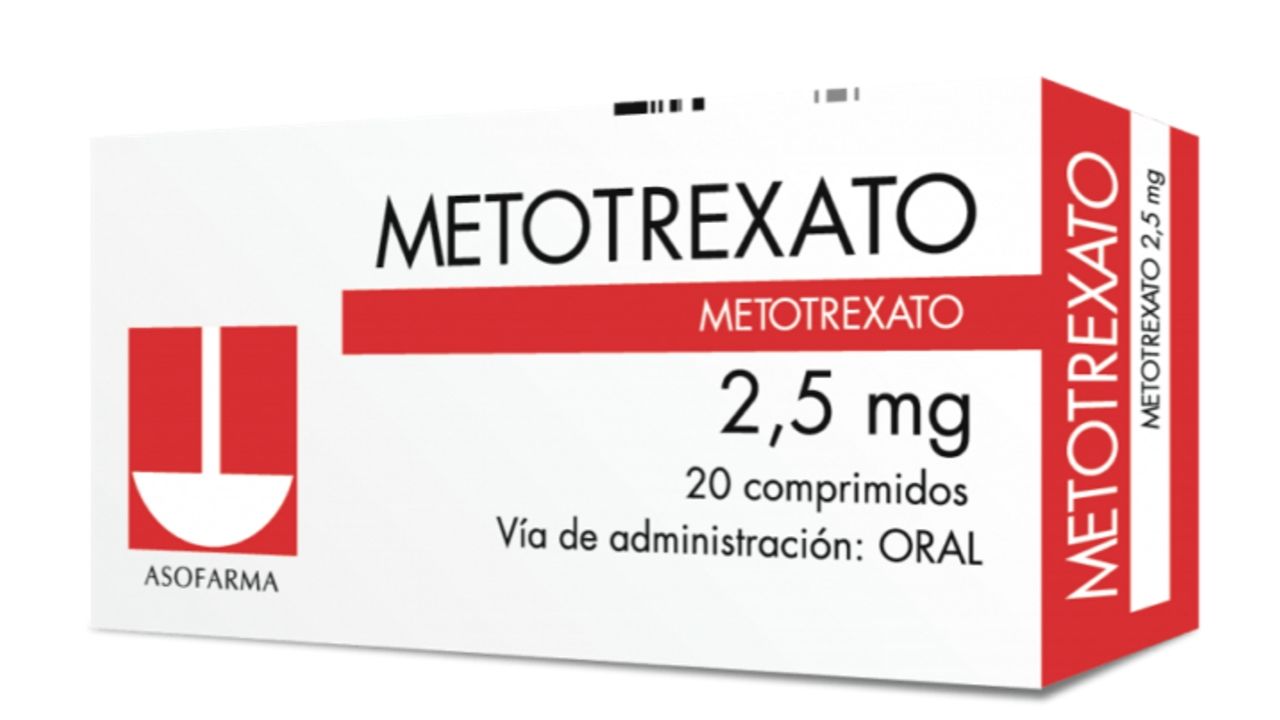 METOTREXATO
METOTREXATO
2,5 mg
20 comprimidos
Vía de administración: ORAL
ASOFARMA
METOTREXATO
METOTREXATO 2,5 mg